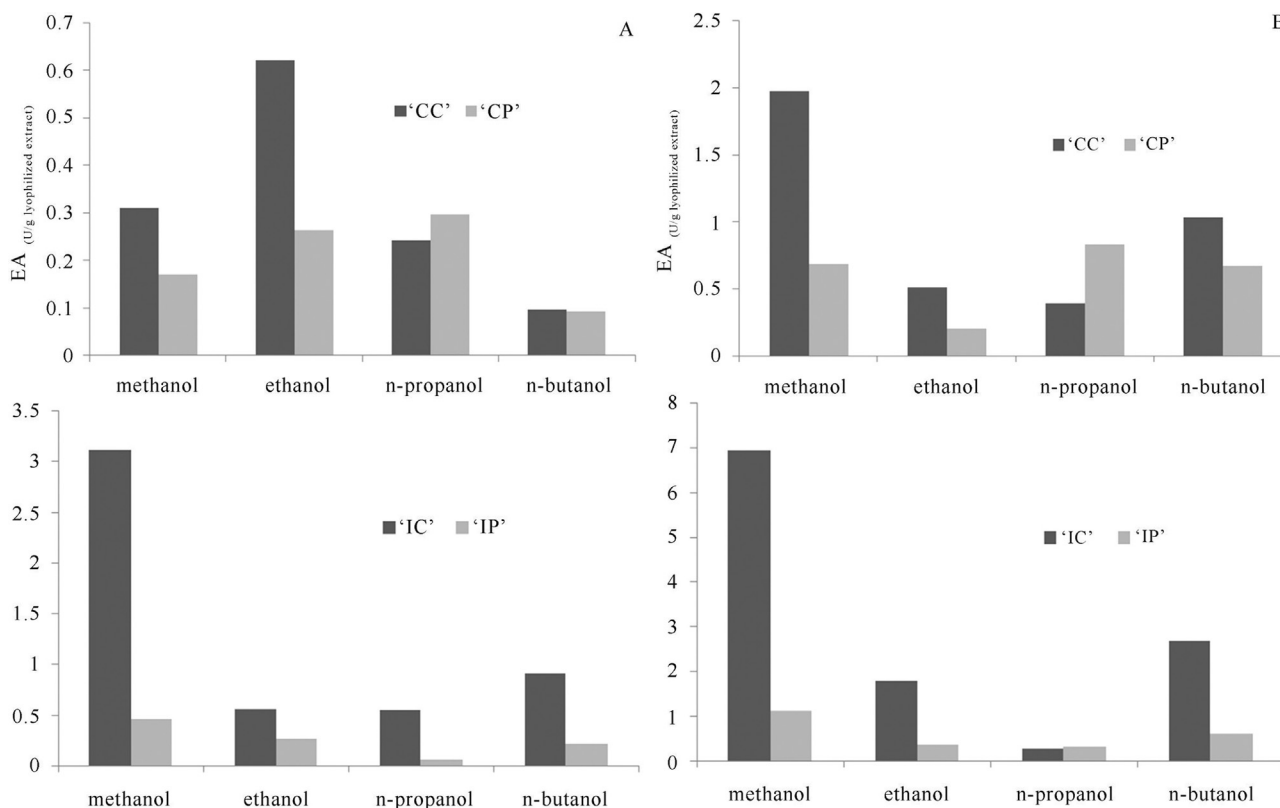 0.7
A
0.6
0.5
0.4
0.3
0.2
0.1
0
EA (U/g lyophilized extract)
‘CC’ ‘CP’
methanol ethanol n-propanol n-butanol
2.5
2
1.5
1
0.5
0
EA (U/g lyophilized extract)
‘CC’ ‘CP’
methanol ethanol n-propanol n-butanol
3.5
3
2.5
2
1.5
1
0.5
0
‘IC’ ‘IP’
methanol ethanol n-propanol n-butanol
8
7
6
5
4
3
2
1
0
‘IC’ ‘IP’
methanol ethanol n-propanol n-butanol